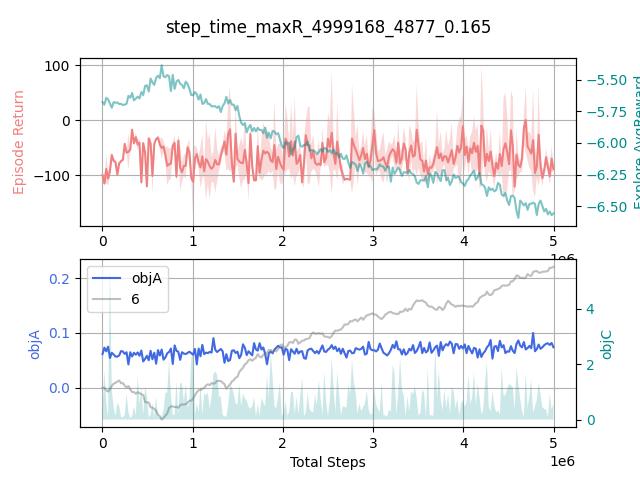 step_time_maxR_4999168_4877_0.165
100
0
−100
Episode Return
−5.50
−5.75
−6.00
−6.25
−6.50
Explore AvgReward
0 1 2 3 4 5
1e6
0.2
0.1
0.0
objA
objA
6
4
2
0
objC
0 1 2 3 4 5
Total Steps
1e6